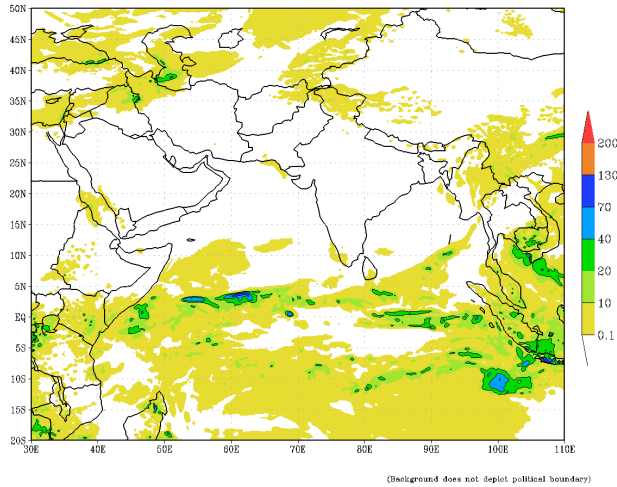 50N
45N
40N
35N
30N
25N
20N
15N
10N
5N
EQ
5S
10S
15S
20S
30E 40E 50E 60E 70E 80E 90E 100E 110E
200
130
70
40
20
10
0.1
(Background does not depict political boundary)